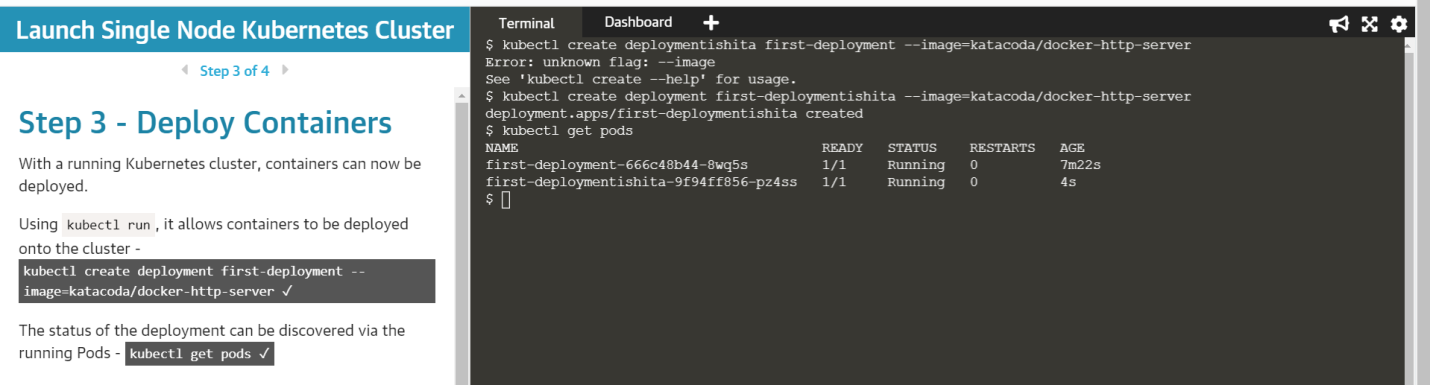 Launch Single Node Kubernetes Cluster
Step 3 of 4
Step 3 - Deploy Containers
With a running Kubernetes cluster, containers can now be
deployed.
Using kubectl run, it allows containers to be deployed
onto the cluster -
kubectl create deployment first-deployment --
image=katacoda/docker-http-server ✓
The status of the deployment can be discovered via the
running Pods - kubectl get pods ✓
Terminal Dashboard +
$ kubectl create deploymentishita first-deployment --image=katacoda/docker-http-server
Error: unknown flag: --image
See 'kubectl create --help' for usage.
$ kubectl create deployment first-deploymentishita --image=katacoda/docker-http-server
deployment.apps/first-deploymentishita created
$ kubectl get pods
NAME READY STATUS RESTARTS AGE
first-deployment-666c48b44-8wq5s 1/1 Running 0 7m22s
first-deploymentishita-9f94ff856-pz4ss 1/1 Running 0 4s
$